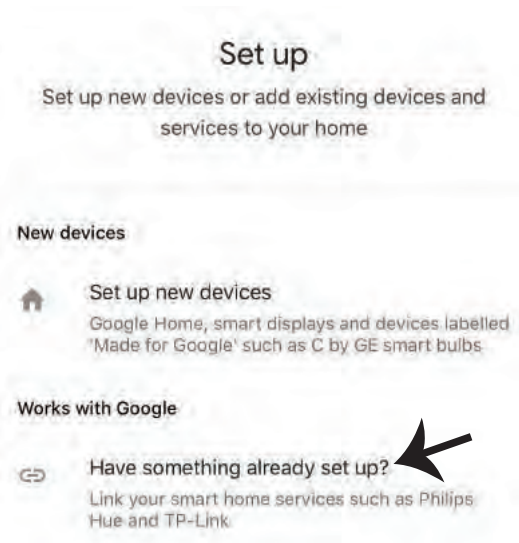 Set up
Set up new devices or add existing devices and
services to your home
New devices
Set up new devices
Google Home, smart displays and devices labelled
'Made for Google' such as C by GE smart bulbs
Works with Google
Have something already set up?
Link your smart home services such as Philips
Hue and TP-Link